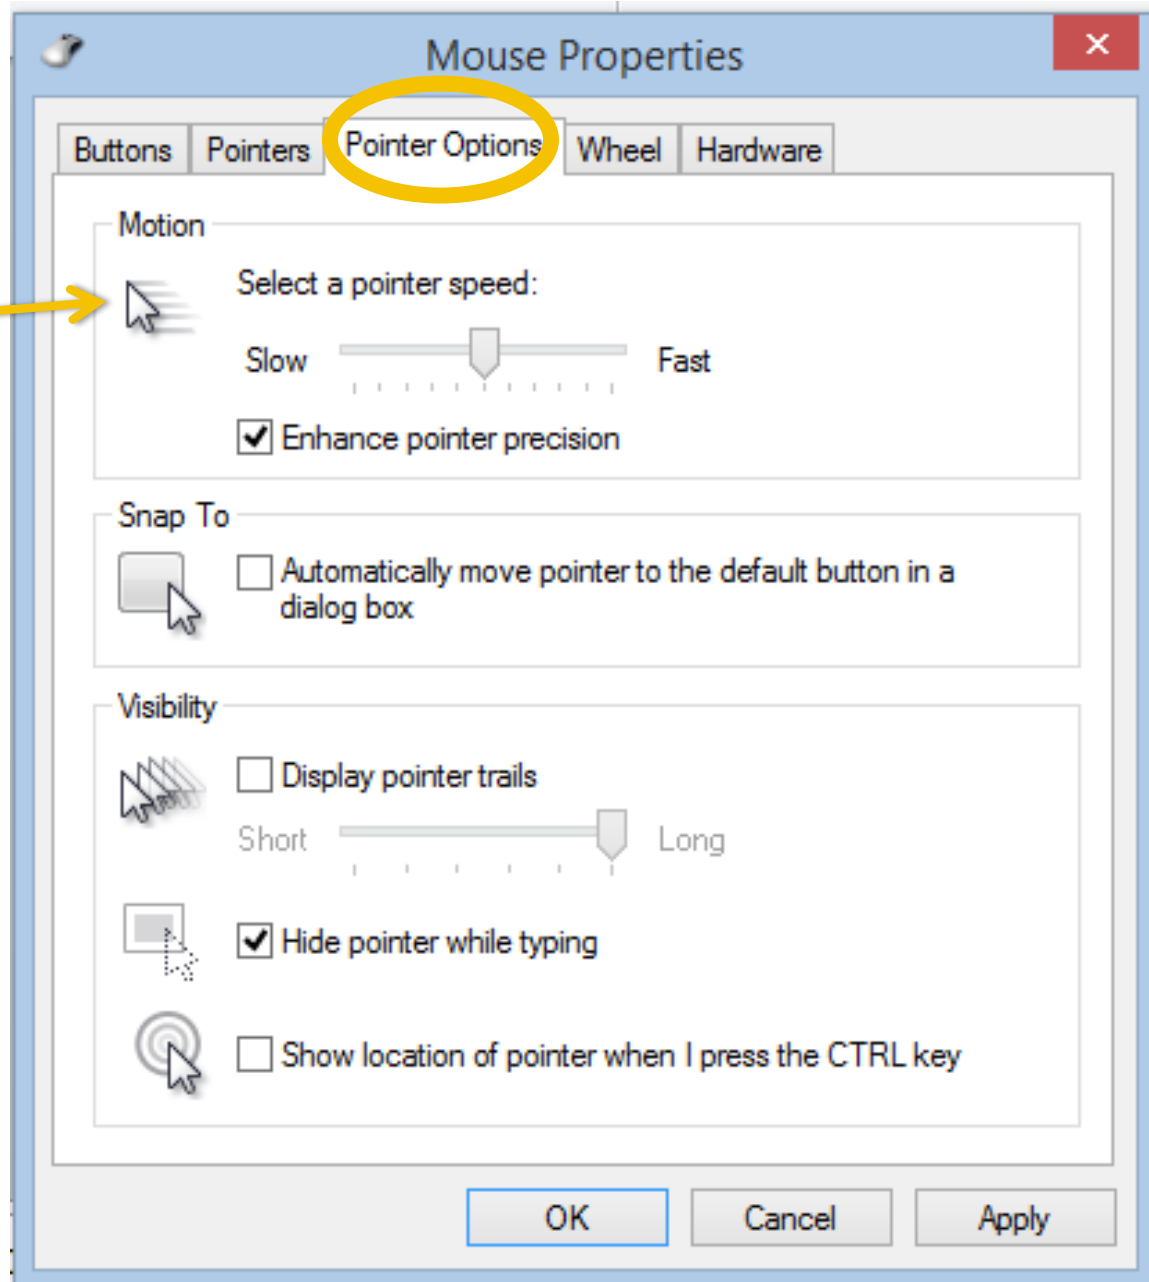 Mouse Properties
Buttons Pointers Pointer Options Wheel Hardware
Motion
Select a pointer speed:
Slow Fast
Enhance pointer precision
Snap To
Automatically move pointer to the default button in a
dialog box
Visibility
Display pointer trails
Short Long
Hide pointer while typing
Show location of pointer when I press the CTRL key
OK Cancel Apply